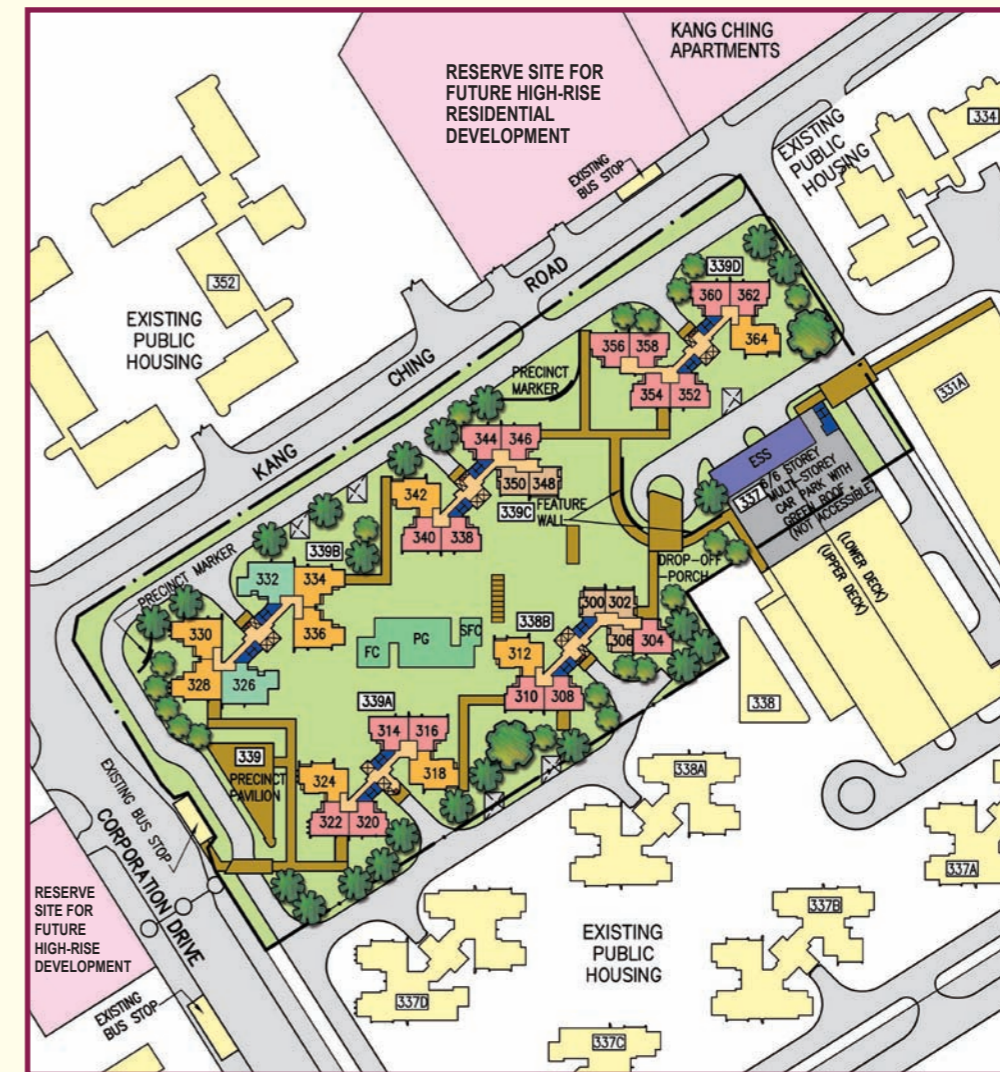 KANG CHING
APARTMENTS
RESERVE SITE FOR
FUTURE HIGH-RISE
RESIDENTIAL
DEVELOPMENT
EXISTING
BUS STOP
EXISTING
PUBLIC
HOUSING
334
352
EXISTING
PUBLIC
HOUSING
KANG CHING ROAD
339D
360 362
364
356 358
354 352
PRECINCT
MARKER
331A
344 346
350 348
342
340 338
339C
FEATURE
WALL
ESS
337
5/6 STOREY
MULTI-STOREY
CAR PARK WITH
GREEN ROOF
(NOT ACCESSIBLE)
(LOWER DECK)
(UPPER DECK)
DROP-OFF
PORCH
339B
PRECINCT MARKER
332 334
336
330
328 326
FC PG SFC
338B
300 302
306 304
312
310 308
338
339A
314 316
318
324
322 320
339
PRECINCT
PAVILION
EXISTING
BUS STOP
CORPORATION DRIVE
338A
337A
337B
RESERVE
SITE FOR
FUTURE
HIGH-RISE
DEVELOPMENT
EXISTING
PUBLIC
HOUSING
337D
EXISTING
BUS STOP
337C